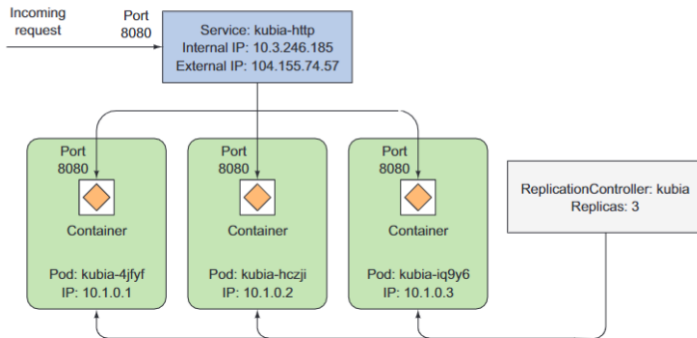 Incoming
request
Port
8080
Service: kubia-http
Internal IP: 10.3.246.185
External IP: 104.155.74.57
Port
8080
Container
Pod: kubia-4jfyf
IP: 10.1.0.1
Port
8080
Container
Pod: kubia-hczji
IP: 10.1.0.2
Port
8080
Container
Pod: kubia-iq9y6
IP: 10.1.0.3
ReplicationController: kubia
Replicas: 3